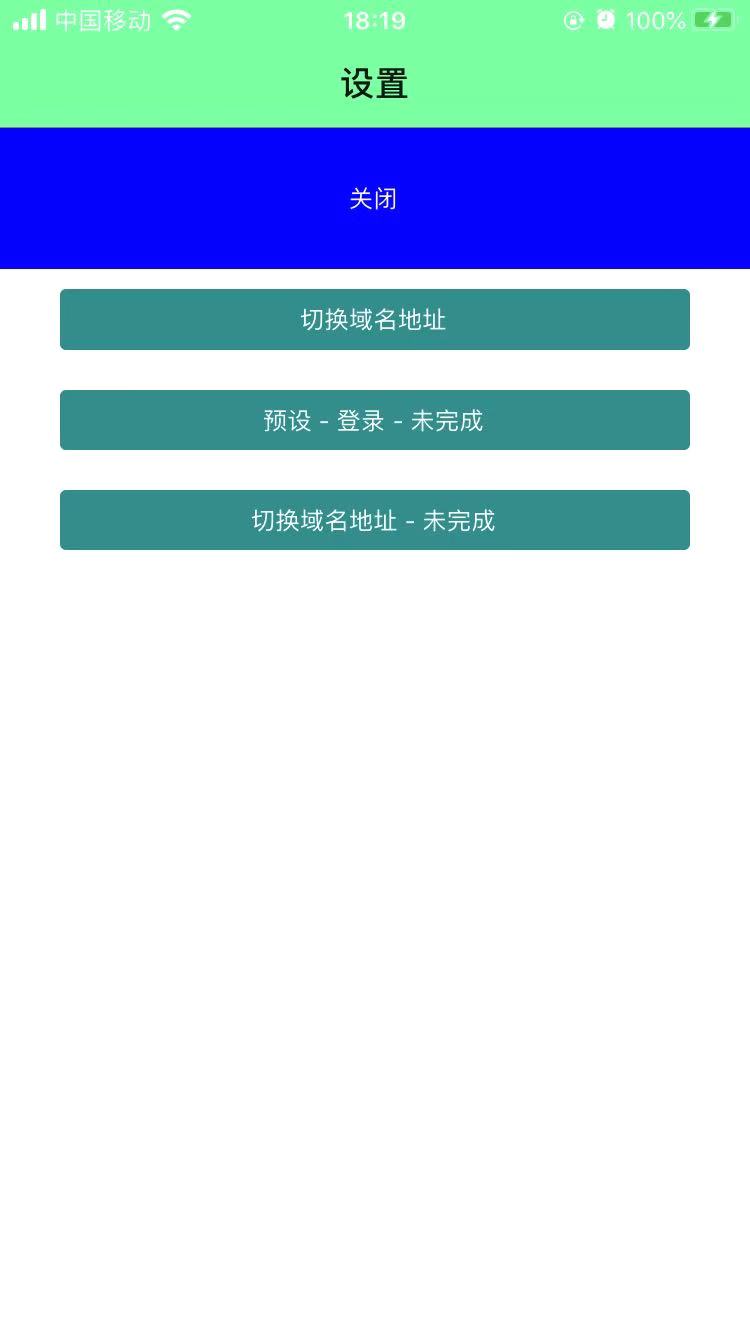 中国移动 18:19 100%
设置
关闭
切换域名地址
预设 - 登录 - 未完成
切换域名地址 - 未完成